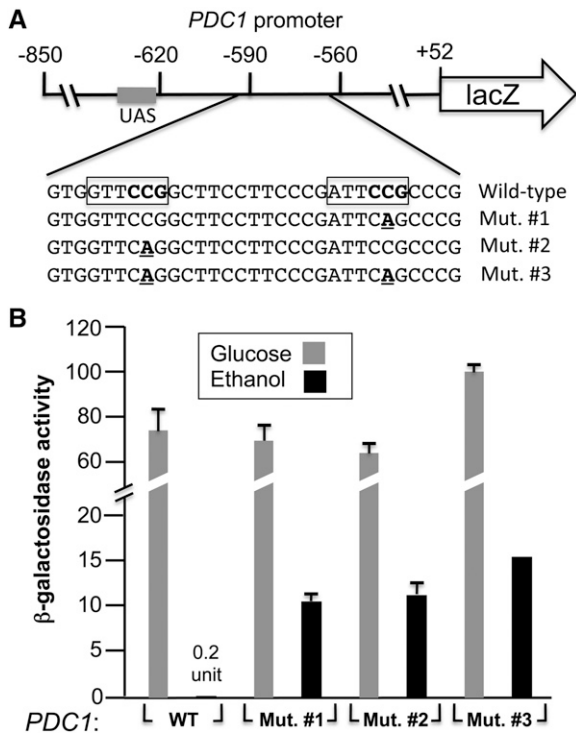 A
PDC1 promoter
-850 -620 -590 -560 +52
UAS
lacZ
GTGGTTCCGGCTTCCTTCCCGATTCCGCCCG Wild-type
GTGGTTCCGGCTTCCTTCCCGATTCAGCCCG Mut. #1
GTGGTTCAGGCTTCCTTCCCGATTCCGCCCG Mut. #2
GTGGTTCAGGCTTCCTTCCCGATTCAGCCCG Mut. #3
B
Glucose
Ethanol
β-galactosidase activity
120
100
80
60
20
15
10
5
0
0.2
unit
PDC1: WT Mut. #1 Mut. #2 Mut. #3